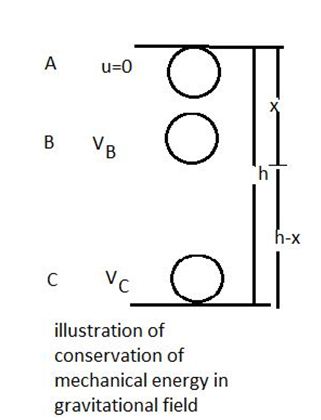 A u=0
x
B V_B
h
h-x
C V_C
illustration of
conservation of
mechanical energy in
gravitational field